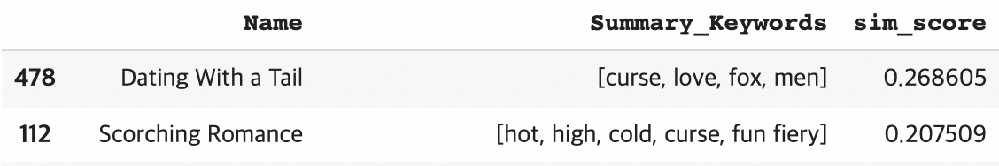 Name Summary_Keywords sim_score
478 Dating With a Tail [curse, love, fox, men] 0.268605
112 Scorching Romance [hot, high, cold, curse, fun fiery] 0.207509